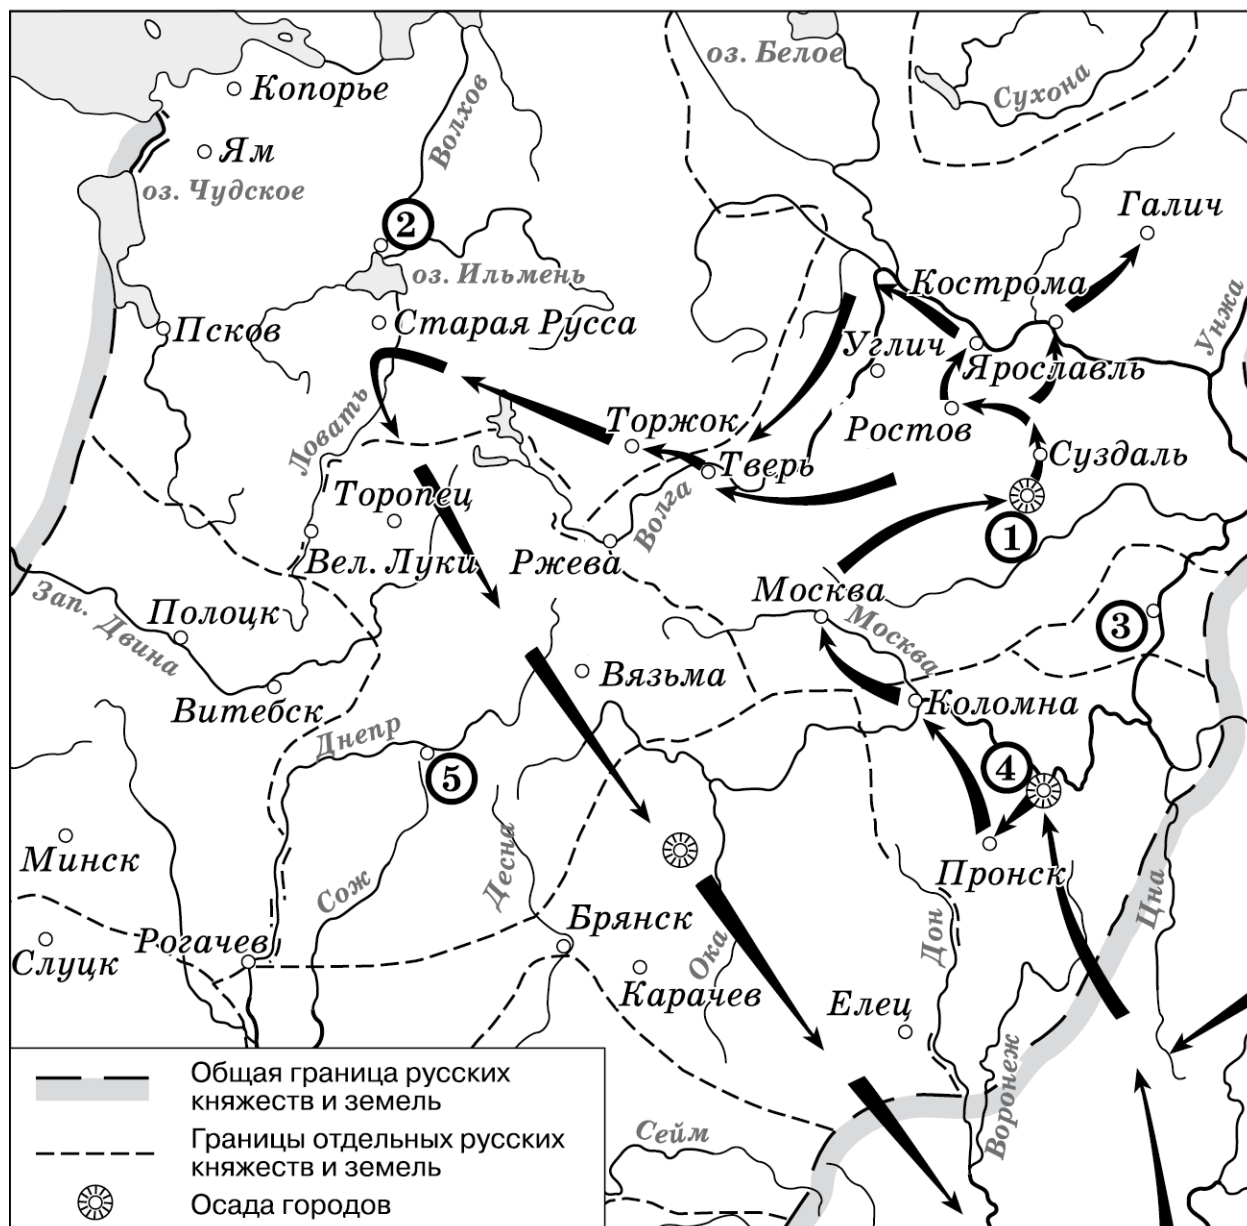 оз. Белое
Сухона
Копорье
Волхов
Ям
оз. Чудское
Галич
2
оз. Ильмень
Кострома
Унжа
Псков
Старая Русса
Углич
Ярославль
Ловать
Торжок
Ростов
Тверь
Суздаль
Торопец
Волга
1
Вел. Луки
Ржева
Москва
Зап. Двина
Полоцк
Москва
3
Вязьма
Витебск
Коломна
Днепр
5
4
Минск
Десна
Пронск
Сож
Цна
Брянск
Рогачев
Дон
Слуцк
Ока
Карачев
Елец
Воронеж
Сейм
Общая граница русских
княжеств и земель
Границы отдельных русских
княжеств и земель
Осада городов